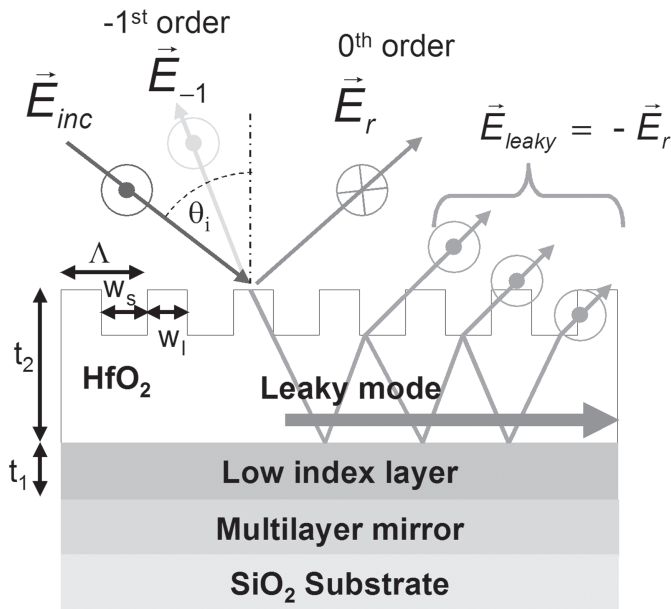 -1st order
0th order
E⃗inc
E⃗−1
E⃗r
E⃗leaky = - E⃗r
θi
Λ
ws
wl
t2
HfO2
Leaky mode
t1
Low index layer
Multilayer mirror
SiO2 Substrate